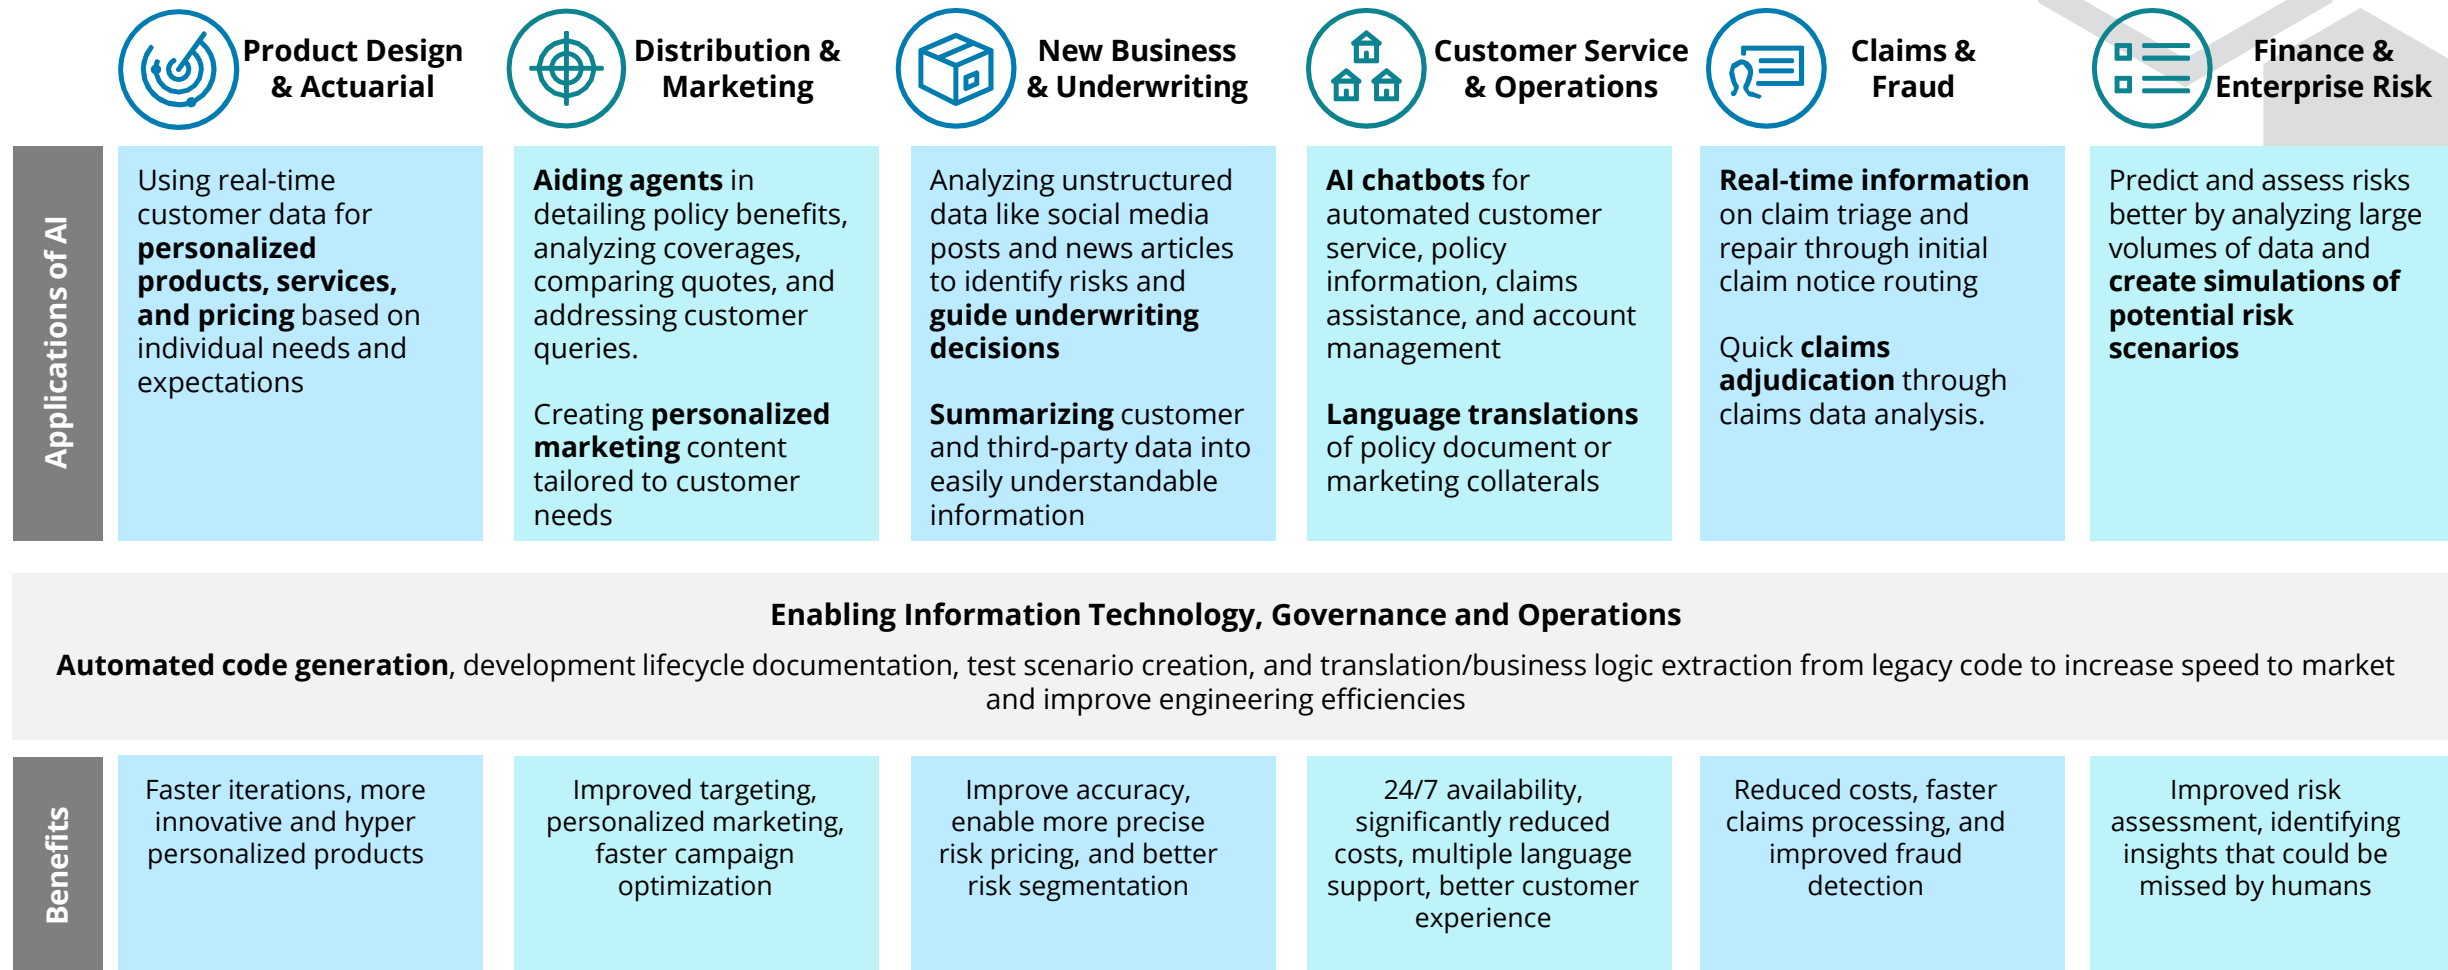 Product Design
& Actuarial
Distribution &
Marketing
New Business
& Underwriting
Customer Service
& Operations
Claims &
Fraud
Finance &
Enterprise Risk
Applications of AI
Using real-time
customer data for
personalized
products, services,
and pricing based on
individual needs and
expectations
Aiding agents in
detailing policy benefits,
analyzing coverages,
comparing quotes, and
addressing customer
queries.
Creating personalized
marketing content
tailored to customer
needs
Analyzing unstructured
data like social media
posts and news articles
to identify risks and
guide underwriting
decisions
Summarizing customer
and third-party data into
easily understandable
information
AI chatbots for
automated customer
service, policy
information, claims
assistance, and account
management
Language translations
of policy document or
marketing collaterals
Real-time information
on claim triage and
repair through initial
claim notice routing
Quick claims
adjudication through
claims data analysis.
Predict and assess risks
better by analyzing large
volumes of data and
create simulations of
potential risk
scenarios
Enabling Information Technology, Governance and Operations
Automated code generation, development lifecycle documentation, test scenario creation, and translation/business logic extraction from legacy code to increase speed to market
and improve engineering efficiencies
Benefits
Faster iterations, more
innovative and hyper
personalized products
Improved targeting,
personalized marketing,
faster campaign
optimization
Improve accuracy,
enable more precise
risk pricing, and better
risk segmentation
24/7 availability,
significantly reduced
costs, multiple language
support, better customer
experience
Reduced costs, faster
claims processing, and
improved fraud
detection
Improved risk
assessment, identifying
insights that could be
missed by humans